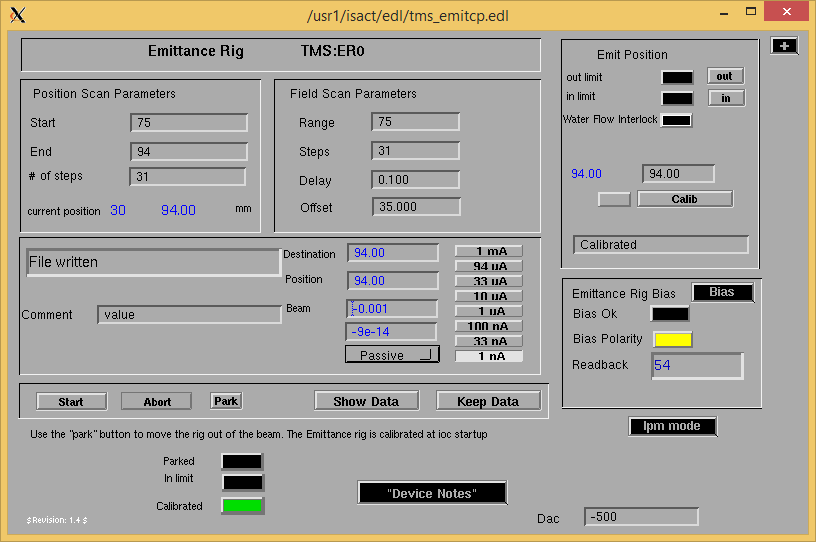 /usr1/isact/edl/tms_emitcp.edl
Emittance Rig TMS:ER0
+
Position Scan Parameters
Start 75
End 94
# of steps 31
current position 30 94.00 mm
Field Scan Parameters
Range 75
Steps 31
Delay 0.100
Offset 35.000
Emit Position
out limit out
in limit in
Water Flow Interlock
94.00 94.00
Calib
Calibrated
File written
Comment value
Destination 94.00
Position 94.00
Beam -0.001
-9e-14
Passive
1 mA
94 uA
33 uA
10 uA
1 uA
100 nA
33 nA
1 nA
Emittance Rig Bias Bias
Bias Ok
Bias Polarity
Readback 54
Start Abort Park Show Data Keep Data
Ipm mode
Use the "park" button to move the rig out of the beam. The Emittance rig is calibrated at ioc startup
Parked
In limit
Calibrated
"Device Notes"
$Revision: 1.4 $
Dac -500